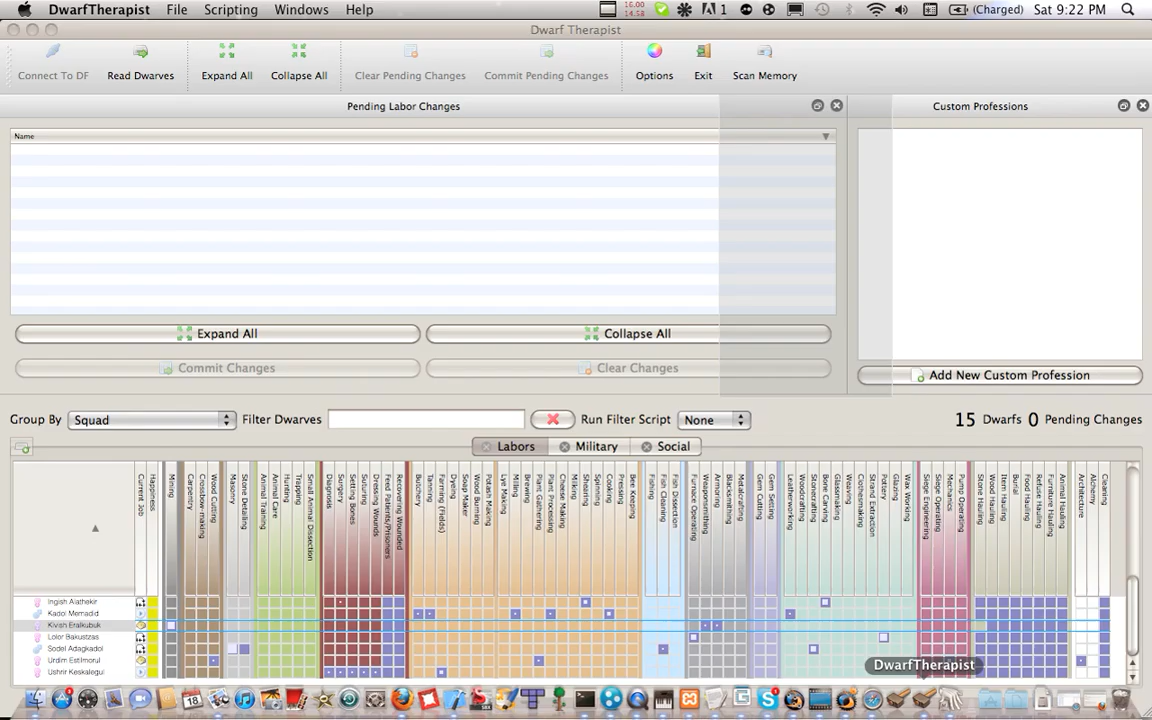 DwarfTherapist File Scripting Windows Help 16.00 14.58 1 (Charged) Sat 9:22 PM
Dwarf Therapist
Connect To DF Read Dwarves Expand All Collapse All Clear Pending Changes Commit Pending Changes Options Exit Scan Memory
Pending Labor Changes Custom Professions
Name
Expand All Collapse All
Commit Changes Clear Changes Add New Custom Profession
Group By Squad Filter Dwarves Run Filter Script None 15 Dwarfs 0 Pending Changes
Labors Military Social
Current Job
Happiness
Mining
Carpentry
Crossbow-making
Wood Cutting
Masonry
Stone Detailing
Animal Training
Animal Care
Hunting
Trapping
Small Animal Dissection
Diagnosis
Surgery
Setting Bones
Suturing
Dressing Wounds
Feed Patients/Prisoners
Recovering Wounded
Butchery
Tanning
Farming (Fields)
Dyeing
Soap Maker
Wood Burning
Potash Making
Lye Making
Milling
Brewing
Plant Gathering
Plant Processing
Cheese Making
Milking
Shearing
Spinning
Cooking
Pressing
Bee Keeping
Fishing
Fish Cleaning
Fish Dissection
Furnace Operating
Weaponsmithing
Armoring
Blacksmithing
Metalcrafting
Gem Cutting
Gem Setting
Leatherworking
Woodcrafting
Stonecrafting
Bone Carving
Glassmaking
Weaving
Clothesmaking
Strand Extraction
Pottery
Glazing
Wax Working
Siege Engineering
Siege Operating
Mechanics
Pump Operating
Stone Hauling
Wood Hauling
Item Hauling
Burial
Food Hauling
Refuse Hauling
Furniture Hauling
Animal Hauling
Architecture
Alchemy
Cleaning
Ingish Aiathekir
Kadol Memadid
Kivish Eralkubuk
Lolor Bakustzas
Sodel Adagkadol
Urdim Estilmorul
Ushrir Keskalegui
DwarfTherapist